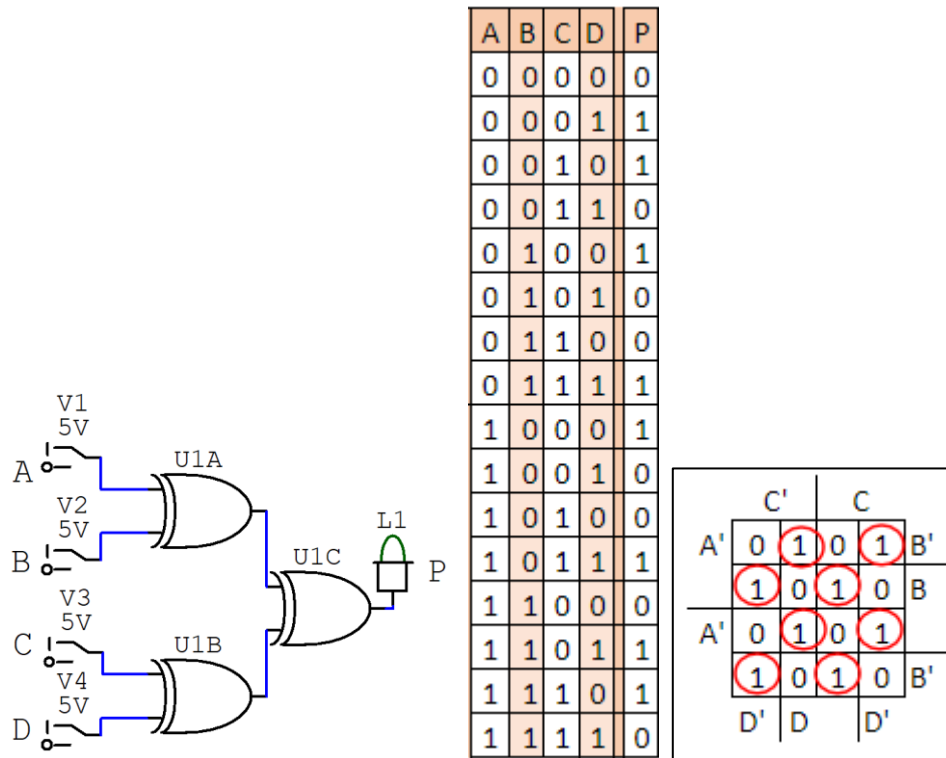 V1
5V
A
U1A
V2
5V
B
L1
U1C
P
V3
5V
C
U1B
V4
5V
D
A B C D P
0 0 0 0 0
0 0 0 1 1
0 0 1 0 1
0 0 1 1 0
0 1 0 0 1
0 1 0 1 0
0 1 1 0 0
0 1 1 1 1
1 0 0 0 1
1 0 0 1 0
1 0 1 0 0
1 0 1 1 1
1 1 0 0 0
1 1 0 1 1
1 1 1 0 1
1 1 1 1 0
C' C
A' 0 1 0 1 B'
1 0 1 0 B
A' 0 1 0 1
1 0 1 0 B'
D' D D'